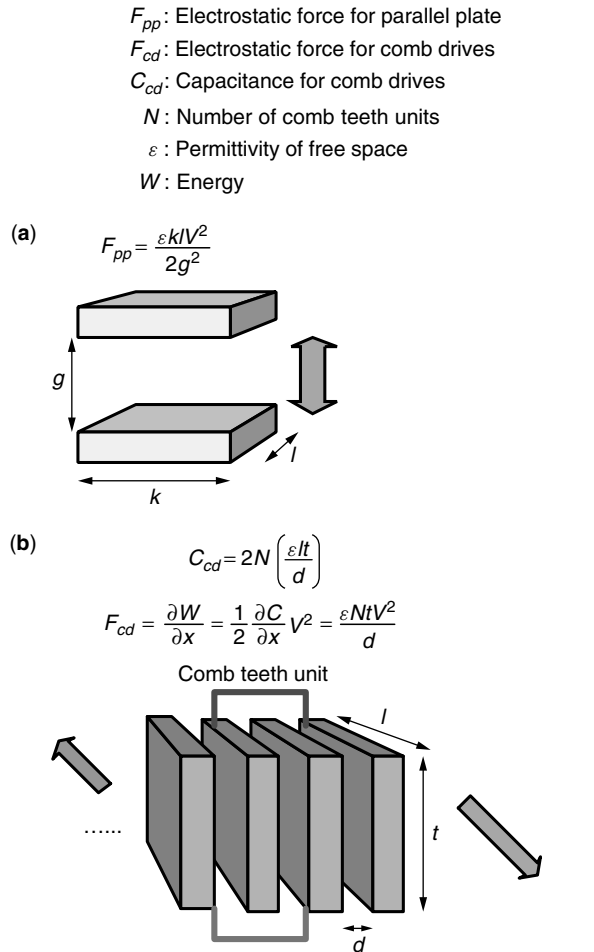 F_pp : Electrostatic force for parallel plate
F_cd : Electrostatic force for comb drives
C_cd : Capacitance for comb drives
N : Number of comb teeth units
ε : Permittivity of free space
W : Energy
(a)
F_pp = εklV²/2g²
g
l
k
(b)
C_cd = 2N (εlt/d)
F_cd = ∂W/∂x = 1/2 ∂C/∂x V² = εNtV²/d
Comb teeth unit
l
......
t
d